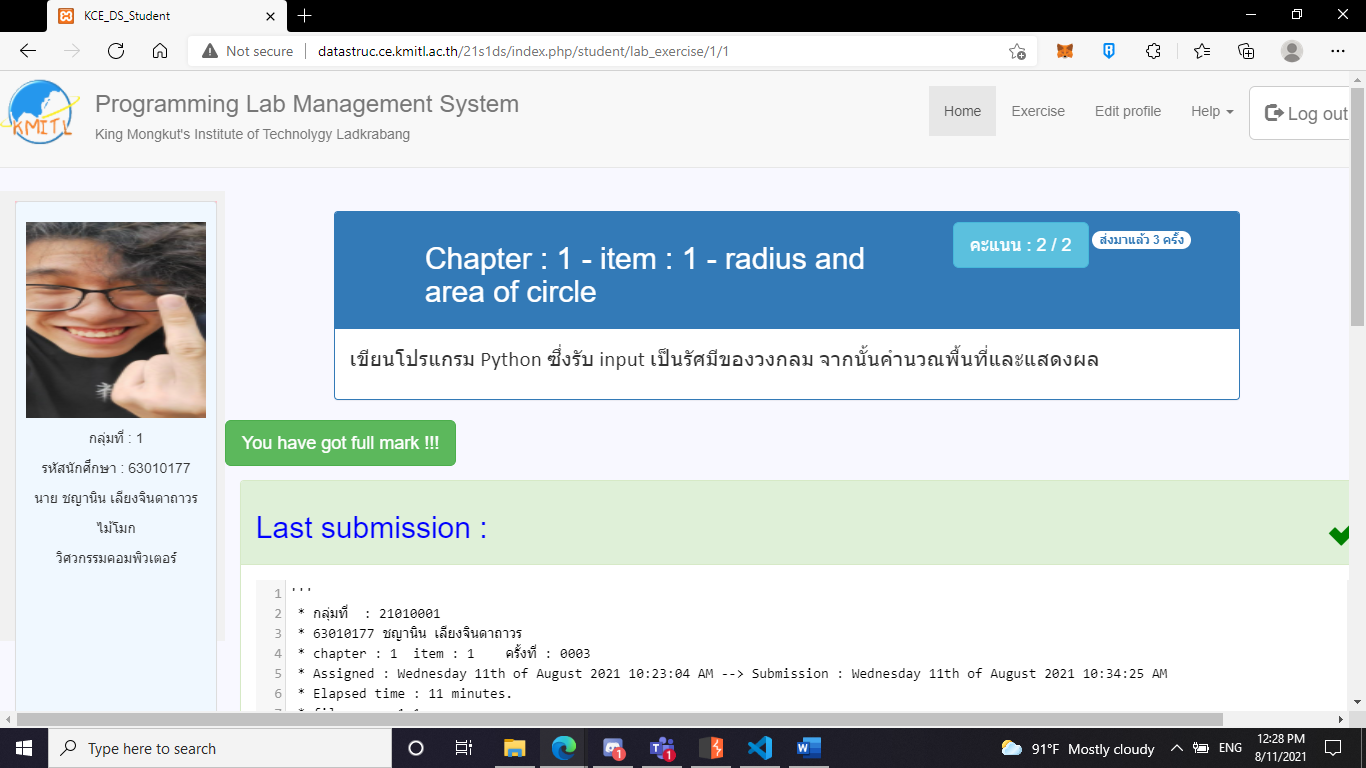 KCE_DS_Student
Not secure
datastruc.ce.kmitl.ac.th/21s1ds/index.php/student/lab_exercise/1/1
KMITL
Programming Lab Management System
King Mongkut's Institute of Technolygy Ladkrabang
Home
Exercise
Edit profile
Help
Log out
Chapter : 1 - item : 1 - radius and
area of circle
คะแนน : 2 / 2
ส่งมาแล้ว 3 ครั้ง
เขียนโปรแกรม Python ซึ่งรับ input เป็นรัศมีของวงกลม จากนั้นคำนวณพื้นที่และแสดงผล
กลุ่มที่ : 1
รหัสนักศึกษา : 63010177
นาย ชญานิน เลียงจินดาถาวร
ไม้โมก
วิศวกรรมคอมพิวเตอร์
You have got full mark !!!
Last submission :
1 '''
2 * กลุ่มที่ : 21010001
3 * 63010177 ชญานิน เลียงจินดาถาวร
4 * chapter : 1 item : 1 ครั้งที่ : 0003
5 * Assigned : Wednesday 11th of August 2021 10:23:04 AM --> Submission : Wednesday 11th of August 2021 10:34:25 AM
6 * Elapsed time : 11 minutes.
Type here to search
1
1
91°F Mostly cloudy
ENG
12:28 PM
8/11/2021